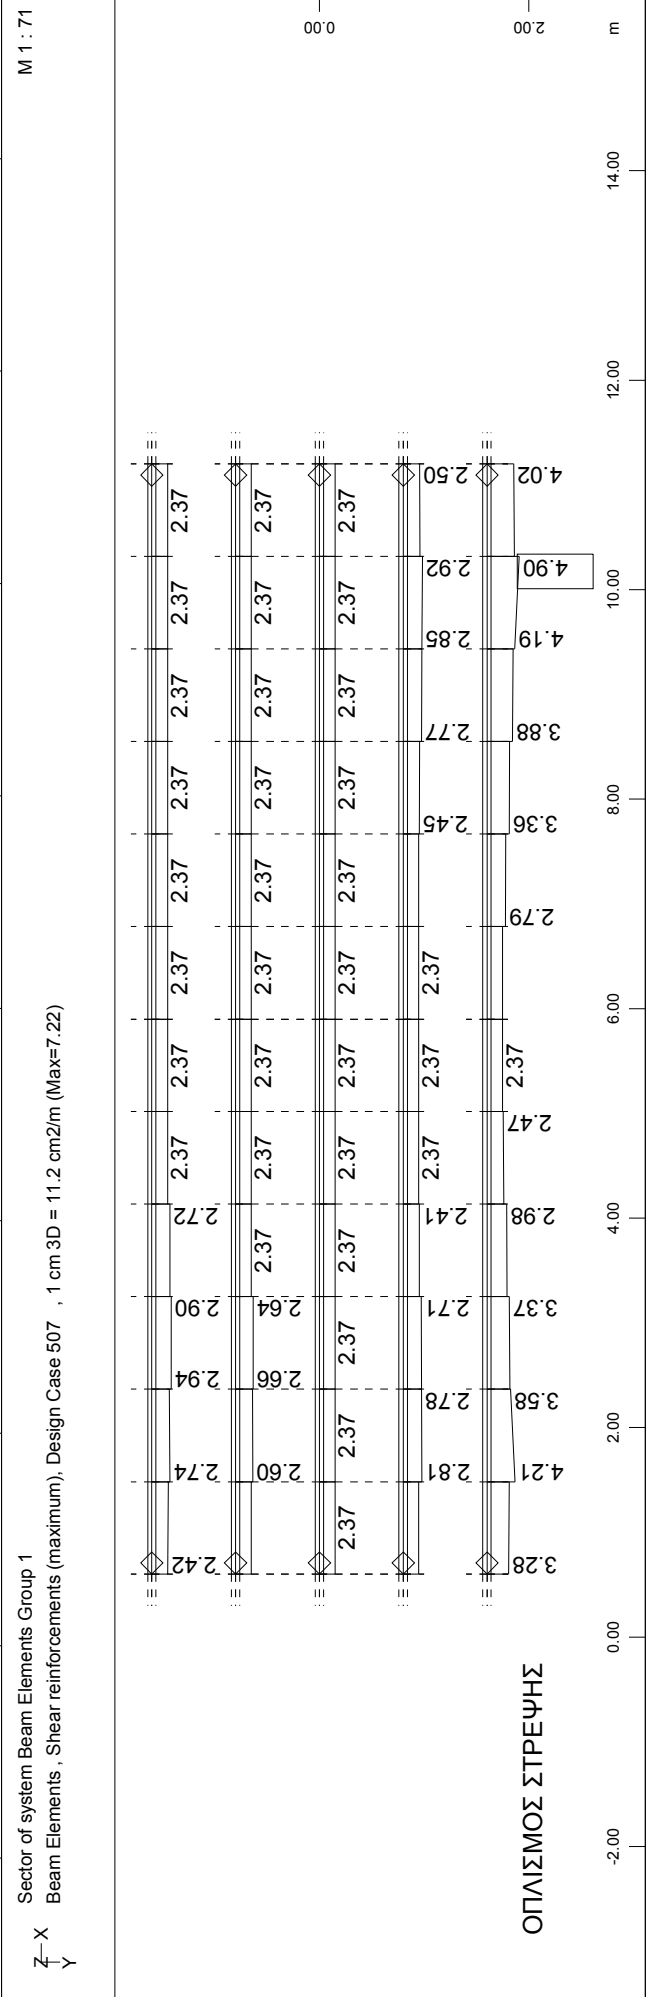 Sector of system Beam Elements Group 1
M 1 : 71
Beam Elements , Shear reinforcements (maximum), Design Case 507 , 1 cm 3D = 11.2 cm2/m (Max=7.22)
Z X
Y
2.42 2.74 2.94 2.90 2.72 2.37 2.37 2.37 2.37 2.37 2.37 2.37 2.37
2.60 2.66 2.64 2.37 2.37 2.37 2.37 2.37 2.37 2.37 2.37 2.37
2.37 2.37 2.37 2.37 2.37 2.37 2.37 2.37 2.37 2.37 2.37 2.37
0.00
2.81 2.78 2.71 2.41 2.37 2.37 2.37 2.45 2.77 2.85 2.92 2.50
3.28 4.21 3.58 3.37 2.98 2.47 2.37 2.79 3.36 3.88 4.19 4.90 4.02
2.00
ΟΠΛΙΣΜΟΣ ΣΤΡΕΨΗΣ
-2.00 0.00 2.00 4.00 6.00 8.00 10.00 12.00 14.00 m